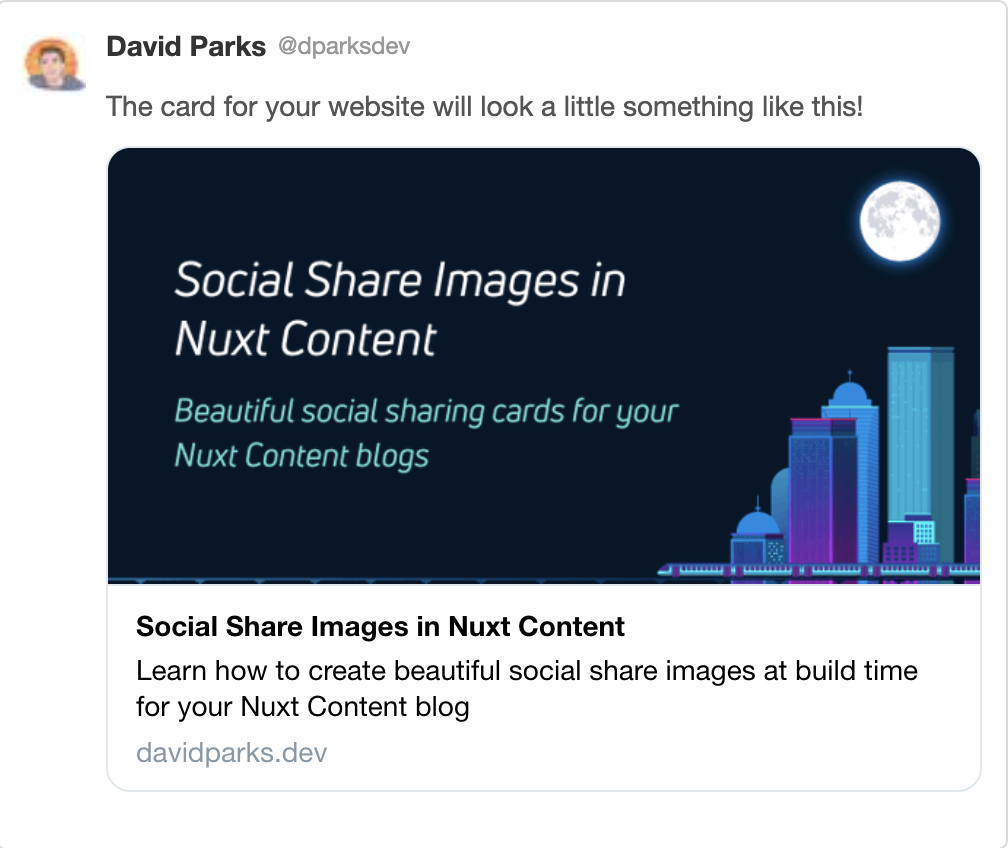 David Parks @dparksdev
The card for your website will look a little something like this!
Social Share Images in
Nuxt Content
Beautiful social sharing cards for your
Nuxt Content blogs
Social Share Images in Nuxt Content
Learn how to create beautiful social share images at build time
for your Nuxt Content blog
davidparks.dev